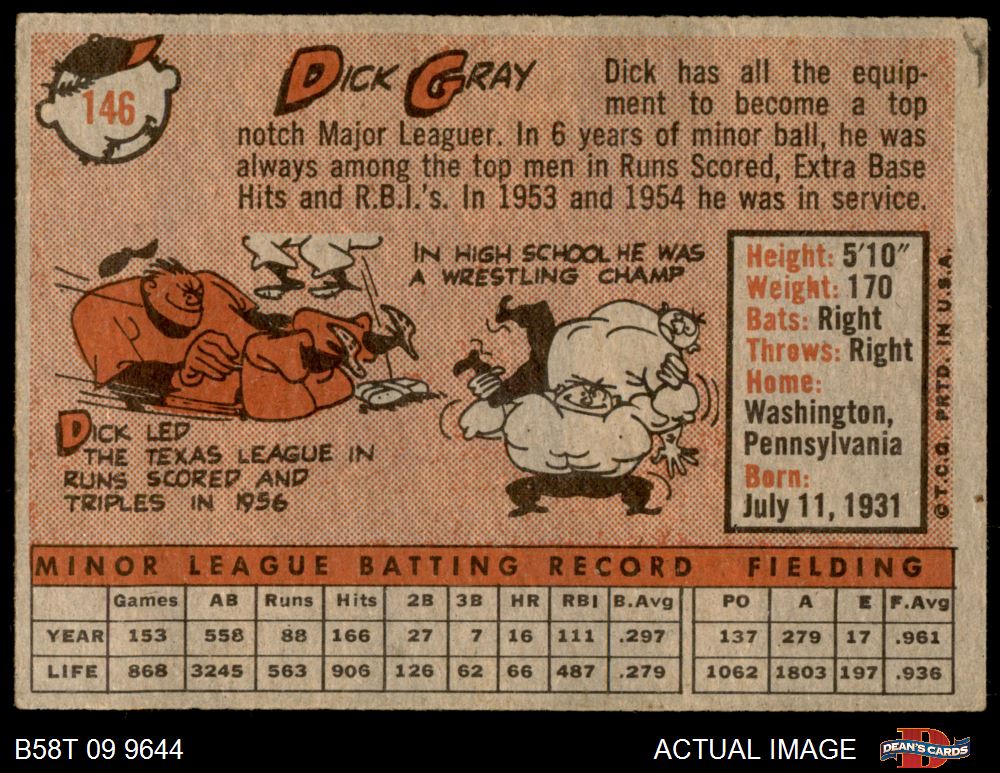 146
DICK GRAY
Dick has all the equip-
ment to become a top
notch Major Leaguer. In 6 years of minor ball, he was
always among the top men in Runs Scored, Extra Base
Hits and R.B.I.'s. In 1953 and 1954 he was in service.
IN HIGH SCHOOL HE WAS
A WRESTLING CHAMP
DICK LED
THE TEXAS LEAGUE IN
RUNS SCORED AND
TRIPLES IN 1956
Height: 5'10"
Weight: 170
Bats: Right
Throws: Right
Home:
Washington,
Pennsylvania
Born:
July 11, 1931
©T.C.G. PRTD. IN U.S.A.
MINOR LEAGUE BATTING RECORD FIELDING
Games AB Runs Hits 2B 3B HR RBI B.Avg PO A E F.Avg
YEAR 153 558 88 166 27 7 16 111 .297 137 279 17 .961
LIFE 868 3245 563 906 126 62 66 487 .279 1062 1803 197 .936
B58T 09 9644 ACTUAL IMAGE
DEAN'S CARDS